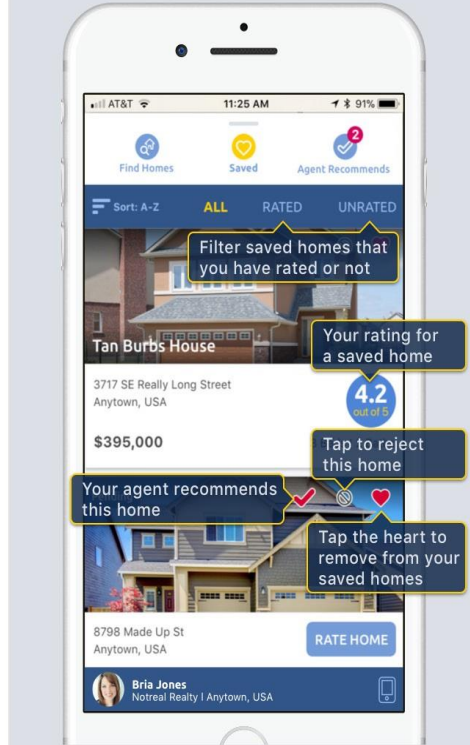 AT&T 11:25 AM 91%
2
Find Homes Saved Agent Recommends
Sort: A-Z ALL RATED UNRATED
Filter saved homes that
you have rated or not
Tan Burbs House
Your rating for
a saved home
3717 SE Really Long Street
Anytown, USA
4.2
out of 5
$395,000
Tap to reject
this home
Your agent recommends
this home
Tap the heart to
remove from your
saved homes
8798 Made Up St
Anytown, USA
RATE HOME
Bria Jones
Notreal Realty | Anytown, USA